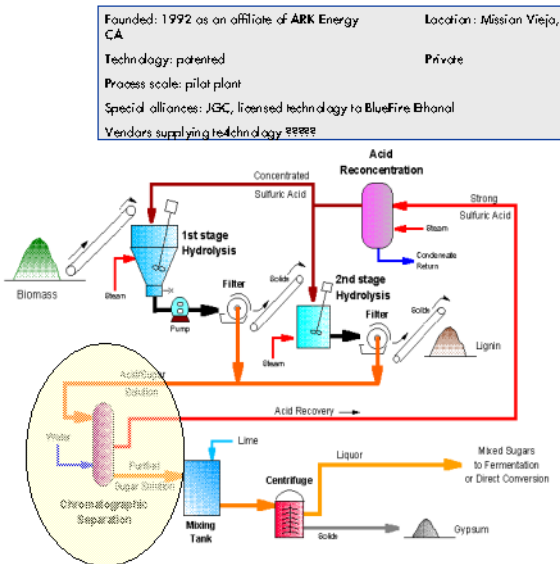 Founded: 1992 as an affiliate of ARK Energy
Location: Mission Viejo,
CA
Technology: patented
Private
Process scale: pilot plant
Special alliances: JGC, licensed technology to BlueFire Ethanol
Vendors supplying te4chnology ?????
Acid
Reconcentration
Concentrated
Sulfuric Acid
Strong
Sulfuric Acid
Steam
Condensate
Return
1st stage
Hydrolysis
Biomass
Steam
Pump
Filter
Solids
2nd stage
Hydrolysis
Filter
Solids
Steam
Lignin
Acid/Sugar
Solution
Acid Recovery
Water
Purified
Sugar Solution
Chromatographic
Separation
Lime
Mixing
Tank
Centrifuge
Liquor
Solids
Mixed Sugars
to Fermentation
or Direct Conversion
Gypsum